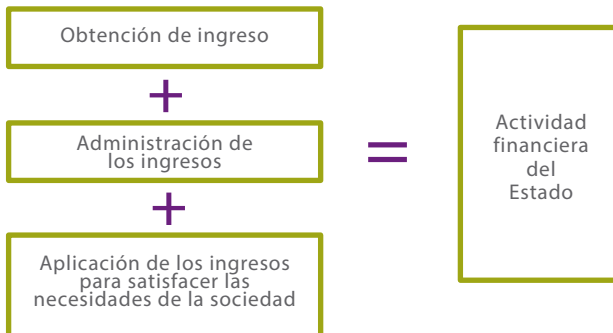 Obtención de ingreso
+
Administración de
los ingresos
+
Aplicación de los ingresos
para satisfacer las
necesidades de la sociedad
=
Actividad
financiera
del
Estado